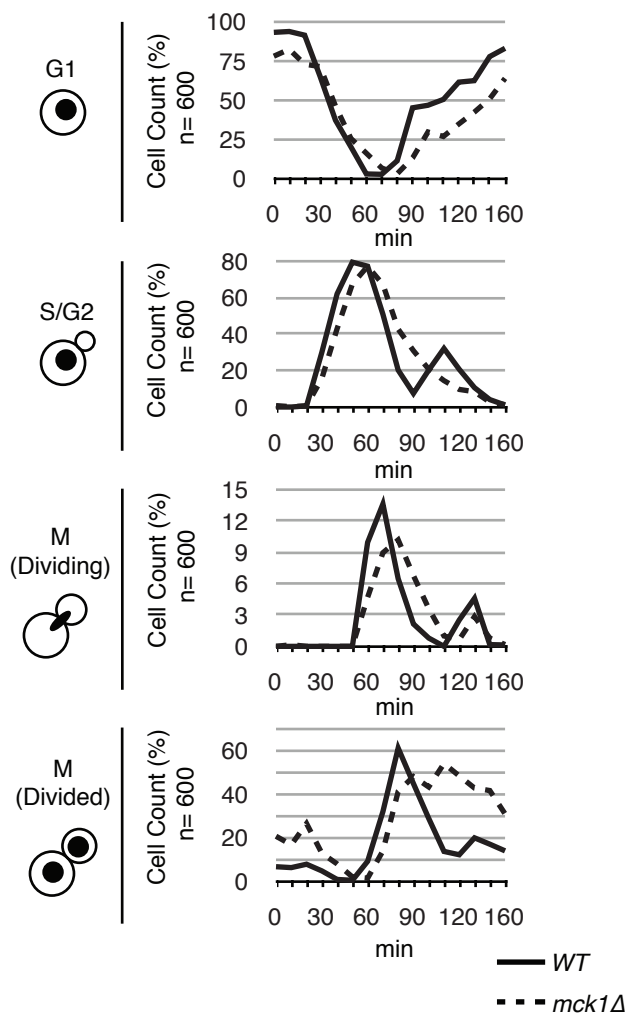 G1
Cell Count (%)
n= 600
100
75
50
25
0
0 30 60 90 120 160
min
S/G2
Cell Count (%)
n= 600
80
60
40
20
0
0 30 60 90 120 160
min
M
(Dividing)
Cell Count (%)
n= 600
15
12
9
6
3
0
0 30 60 90 120 160
min
M
(Divided)
Cell Count (%)
n= 600
60
40
20
0
0 30 60 90 120 160
min
WT
mck1Δ